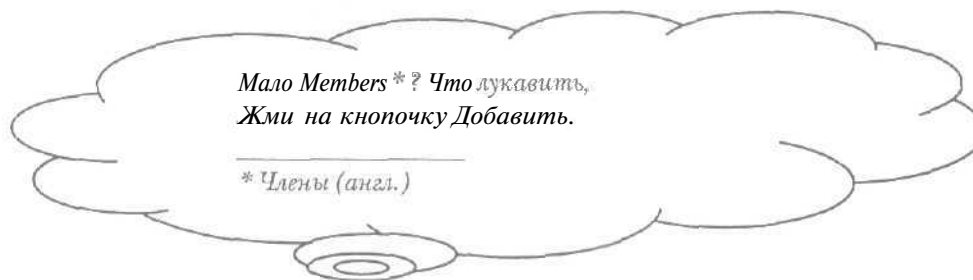 Мало Members * ? Что лукавить,
Жми на кнопочку Добавить.
* Члены (англ.)